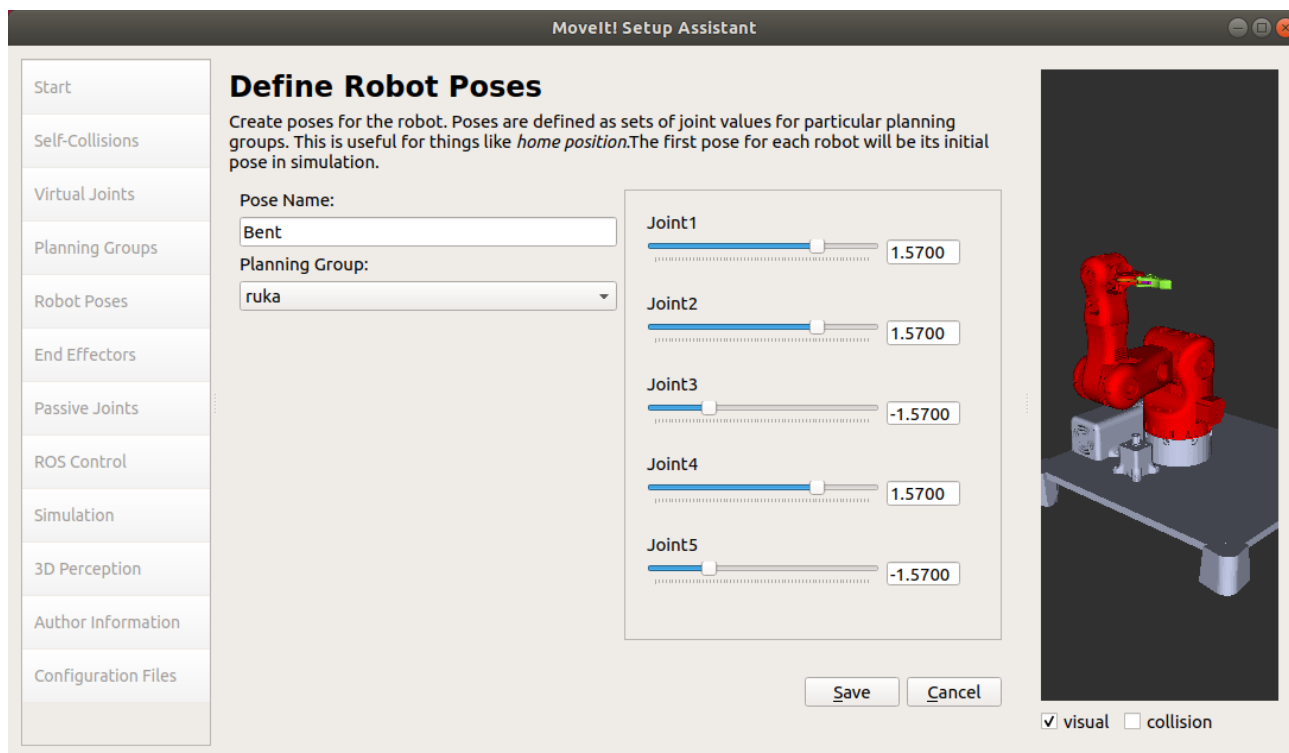 MoveIt! Setup Assistant
Start
Self-Collisions
Virtual Joints
Planning Groups
Robot Poses
End Effectors
Passive Joints
ROS Control
Simulation
3D Perception
Author Information
Configuration Files
Define Robot Poses
Create poses for the robot. Poses are defined as sets of joint values for particular planning
groups. This is useful for things like home position.The first pose for each robot will be its initial
pose in simulation.
Pose Name:
Bent
Planning Group:
ruka
Joint1
1.5700
Joint2
1.5700
Joint3
-1.5700
Joint4
1.5700
Joint5
-1.5700
Save
Cancel
visual
collision